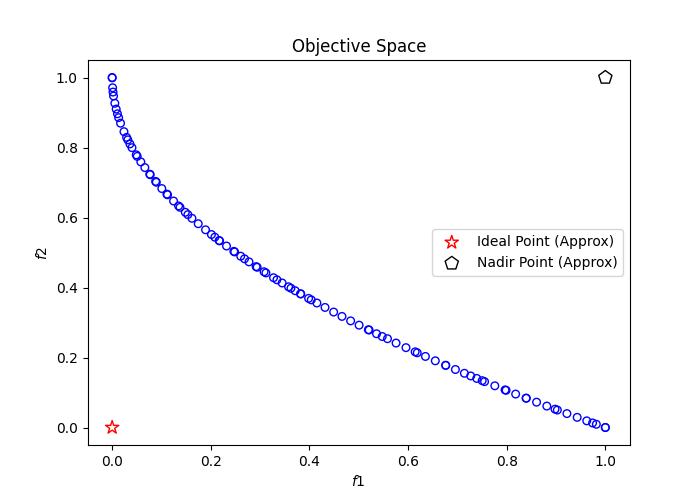 Objective Space
f2
1.0
0.8
0.6
0.4
0.2
0.0
Ideal Point (Approx)
Nadir Point (Approx)
0.0 0.2 0.4 0.6 0.8 1.0
f1